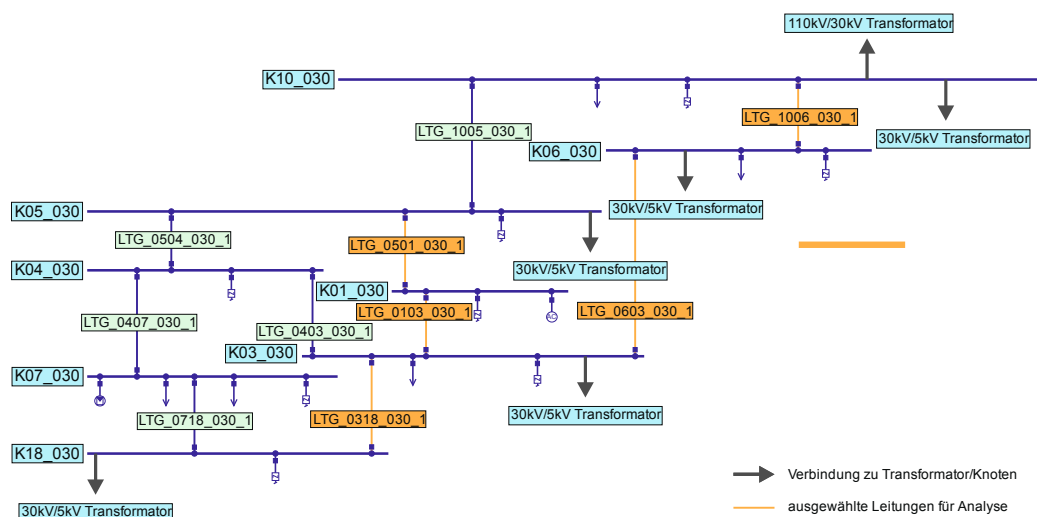 110kV/30kV Transformator
K10_030
LTG_1006_030_1
LTG_1005_030_1
30kV/5kV Transformator
K06_030
30kV/5kV Transformator
K05_030
LTG_0504_030_1
LTG_0501_030_1
30kV/5kV Transformator
K04_030
K01_030
LTG_0103_030_1
LTG_0603_030_1
LTG_0407_030_1
LTG_0403_030_1
AC
K03_030
K07_030
30kV/5kV Transformator
LTG_0718_030_1
LTG_0318_030_1
K18_030
Verbindung zu Transformator/Knoten
30kV/5kV Transformator
ausgewählte Leitungen für Analyse